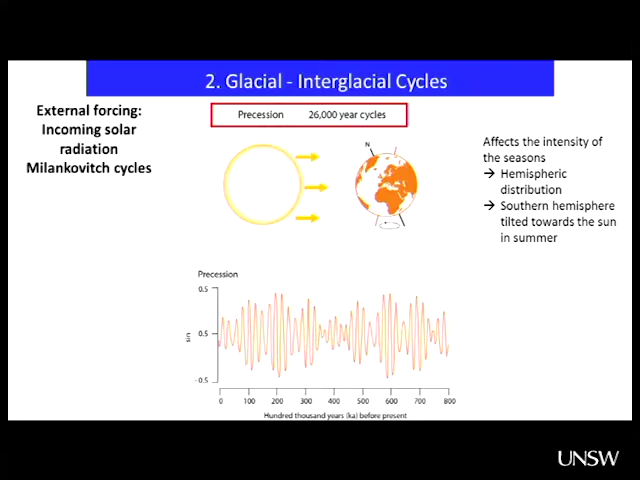 2. Glacial - Interglacial Cycles
External forcing:
Incoming solar
radiation
Milankovitch cycles
Precession 26,000 year cycles
N
Affects the intensity of
the seasons
→ Hemispheric
distribution
→ Southern hemisphere
tilted towards the sun
in summer
Precession
0.5
0.5
-0.5
sin
0 100 200 300 400 500 600 700 800
Hundred thousand years (ka) before present
UNSW